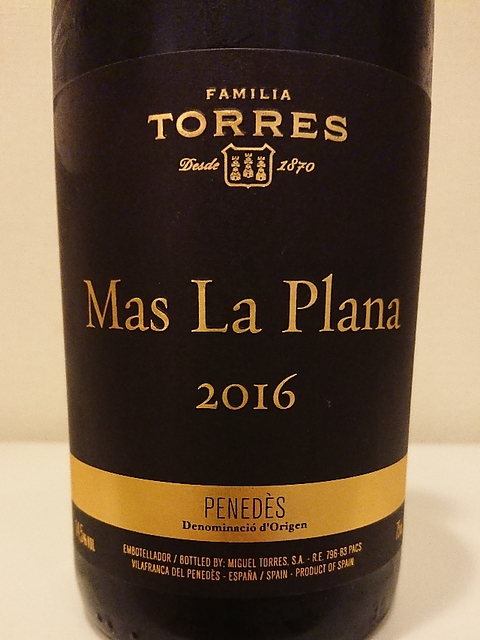 FAMILIA
TORRES
Desde 1870
Mas La Plana
2016
PENEDÈS
Denominació d'Origen
EMBOTELLADOR / BOTTLED BY: MIGUEL TORRES, S.A. - R.E. 796-83 PACS
VILAFRANCA DEL PENEDÈS - ESPAÑA / SPAIN - PRODUCT OF SPAIN